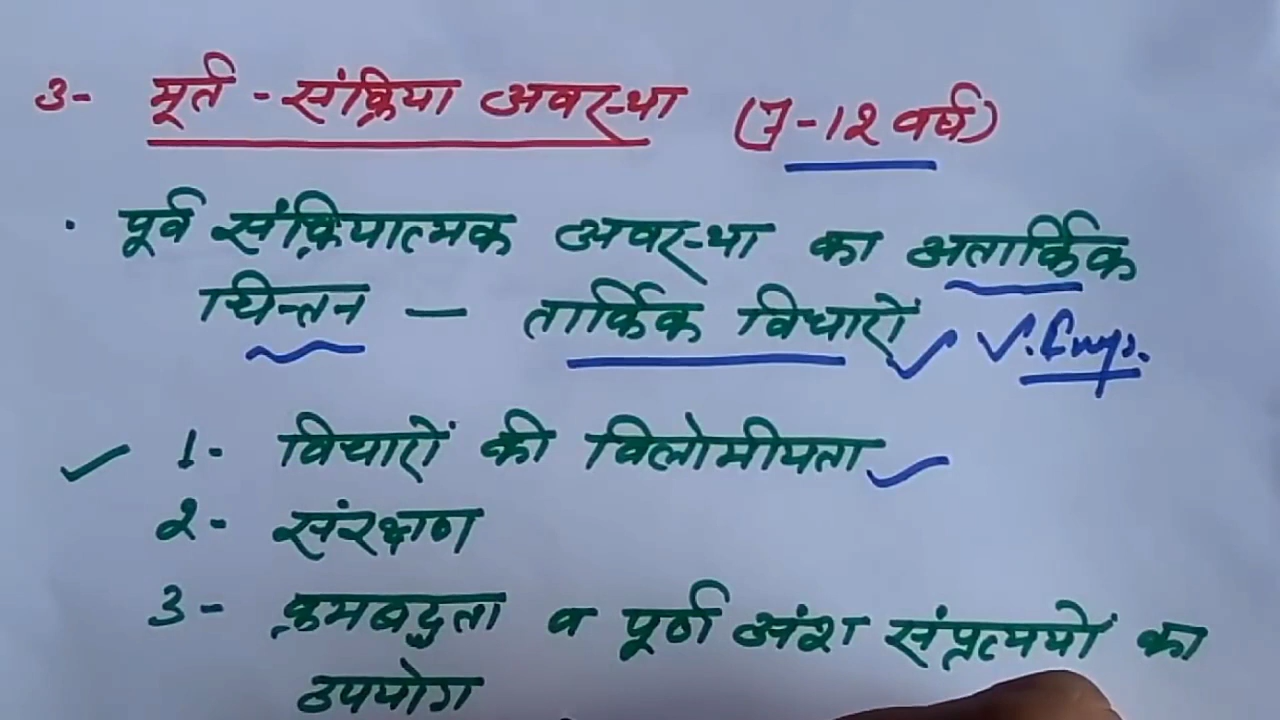 3- मूर्त - संक्रिया अवस्था (7-12 वर्ष)
· पूर्व संक्रियात्मक अवस्था का अतार्किक
चिन्तन – तार्किक विचारों ✓ V. Imp.
✓ 1- विचारों की विलोमीयता ✓
2- संरक्षण
3- क्रमबद्धता व पूर्ण अंश संप्रत्ययों का
उपयोग